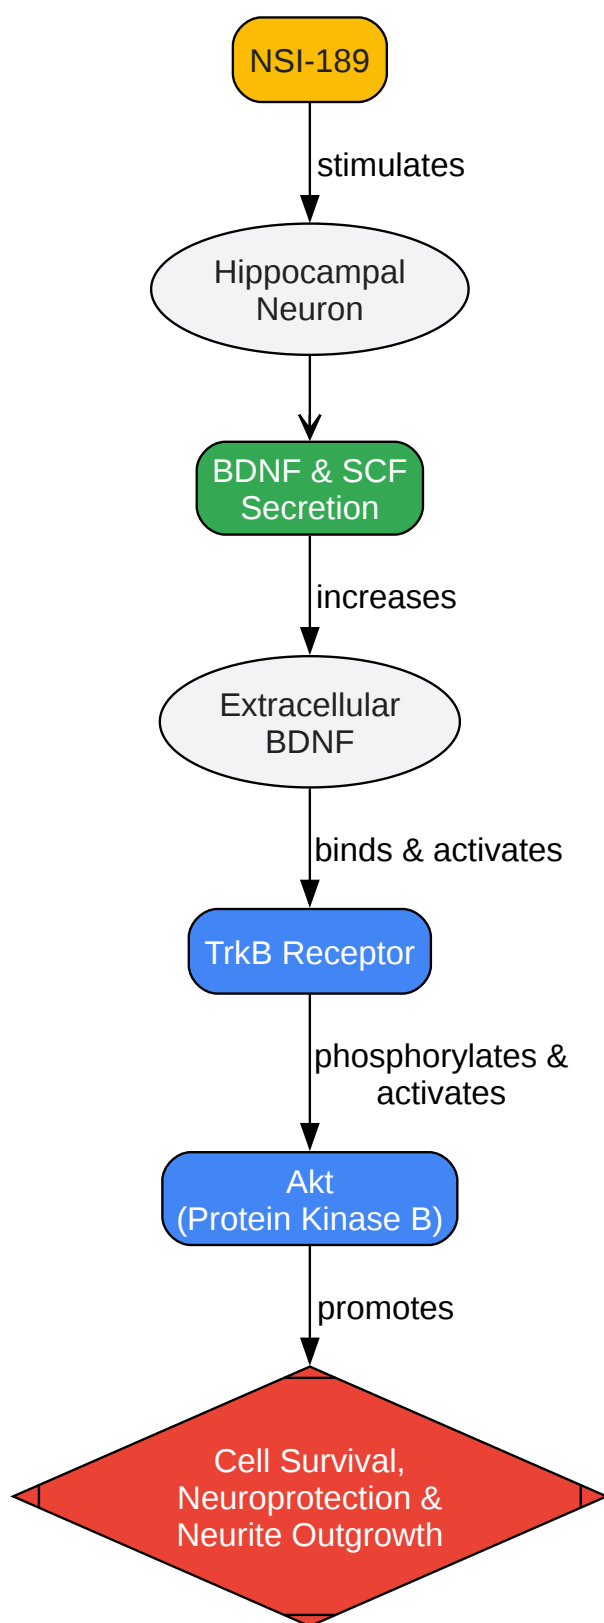 NSI-189
stimulates
Hippocampal
Neuron
BDNF & SCF
Secretion
increases
Extracellular
BDNF
binds & activates
TrkB Receptor
phosphorylates &
activates
Akt
(Protein Kinase B)
promotes
Cell Survival,
Neuroprotection &
Neurite Outgrowth